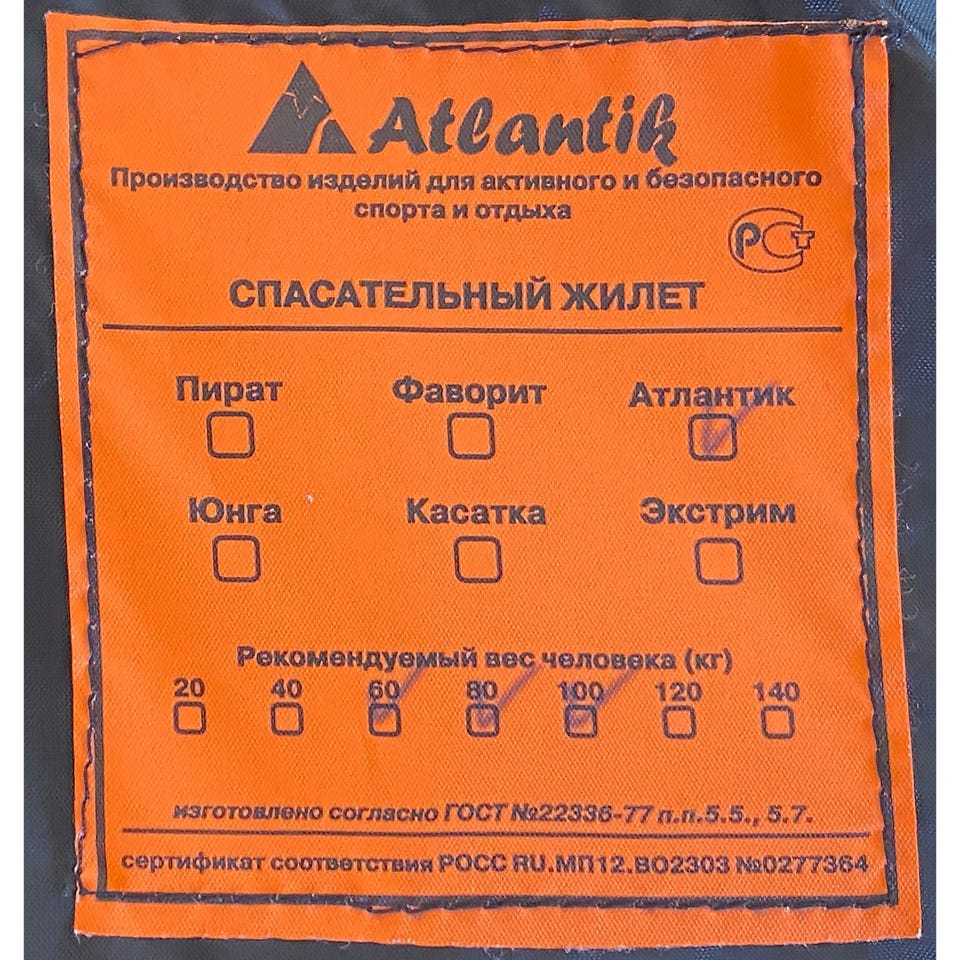 Atlantik
Производство изделий для активного и безопасного
спорта и отдыха
РСТ
СПАСАТЕЛЬНЫЙ ЖИЛЕТ
Пират Фаворит Атлантик
Юнга Касатка Экстрим
Рекомендуемый вес человека (кг)
20 40 60 80 100 120 140
изготовлено согласно ГОСТ №22336-77 п.п.5.5., 5.7.
сертификат соответствия РОСС RU.МП12.ВО2303 №0277364